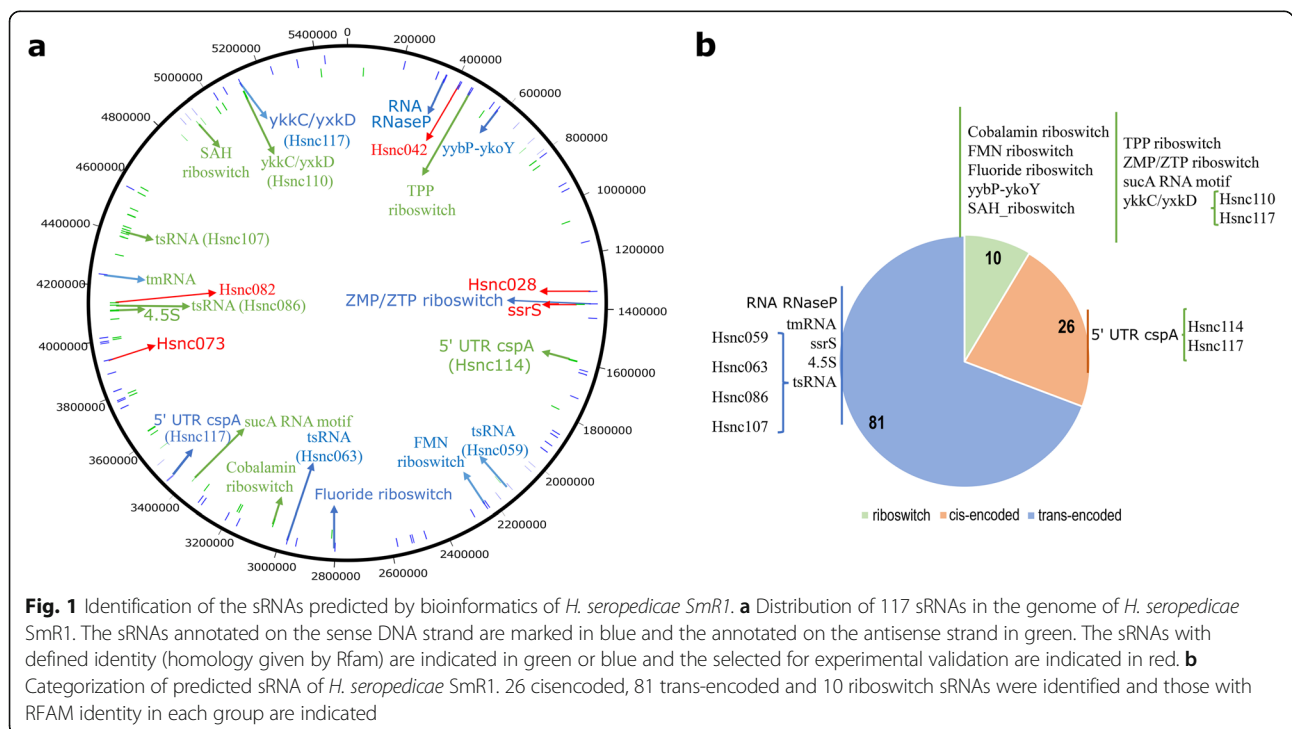 a
0
200000
400000
600000
800000
1000000
1200000
1400000
1600000
1800000
2000000
2200000
2400000
2600000
2800000
3000000
3200000
3400000
3600000
3800000
4000000
4200000
4400000
4600000
4800000
5000000
5200000
5400000
RNA
RNaseP
Hsnc042
yybP-ykoY
TPP
riboswitch
Hsnc028
ZMP/ZTP riboswitch
ssrS
5' UTR cspA
(Hsnc114)
tsRNA
(Hsnc059)
FMN
riboswitch
Fluoride riboswitch
tsRNA
(Hsnc063)
Cobalamin
riboswitch
sucA RNA motif
5' UTR cspA
(Hsnc117)
Hsnc073
4.5S
tsRNA (Hsnc086)
Hsnc082
tmRNA
tsRNA (Hsnc107)
SAH
riboswitch
ykkC/yxkD
(Hsnc110)
ykkC/yxkD
(Hsnc117)
b
Cobalamin riboswitch
FMN riboswitch
Fluoride riboswitch
yybP-ykoY
SAH_riboswitch
TPP riboswitch
ZMP/ZTP riboswitch
sucA RNA motif
ykkC/yxkD
Hsnc110
Hsnc117
10
26
81
5' UTR cspA
Hsnc114
Hsnc117
RNA RNaseP
tmRNA
ssrS
4.5S
tsRNA
Hsnc059
Hsnc063
Hsnc086
Hsnc107
riboswitch cis-encoded trans-encoded
Fig. 1 Identification of the sRNAs predicted by bioinformatics of H. seropedicae SmR1. a Distribution of 117 sRNAs in the genome of H. seropedicae
SmR1. The sRNAs annotated on the sense DNA strand are marked in blue and the annotated on the antisense strand in green. The sRNAs with
defined identity (homology given by Rfam) are indicated in green or blue and the selected for experimental validation are indicated in red. b
Categorization of predicted sRNA of H. seropedicae SmR1. 26 cisencoded, 81 trans-encoded and 10 riboswitch sRNAs were identified and those with
RFAM identity in each group are indicated